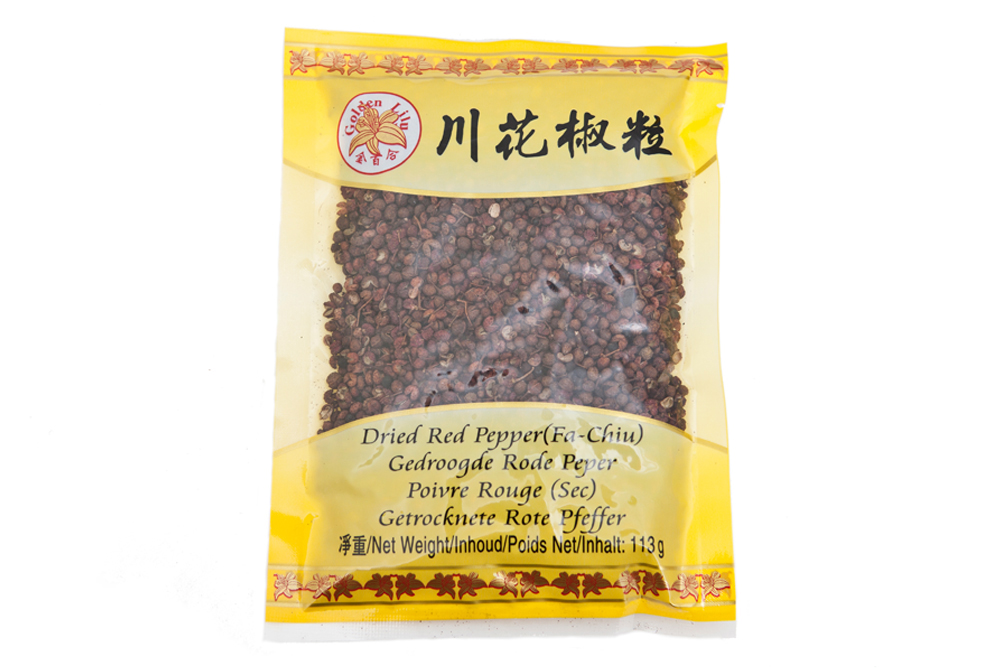 Golden Lily
金百合
川花椒粒
Dried Red Pepper(Fa-Chiu)
Gedroogde Rode Peper
Poivre Rouge (Sec)
Getrocknete Rote Pfeffer
淨重/Net Weight/Inhoud/Poids Net/Inhalt: 113g